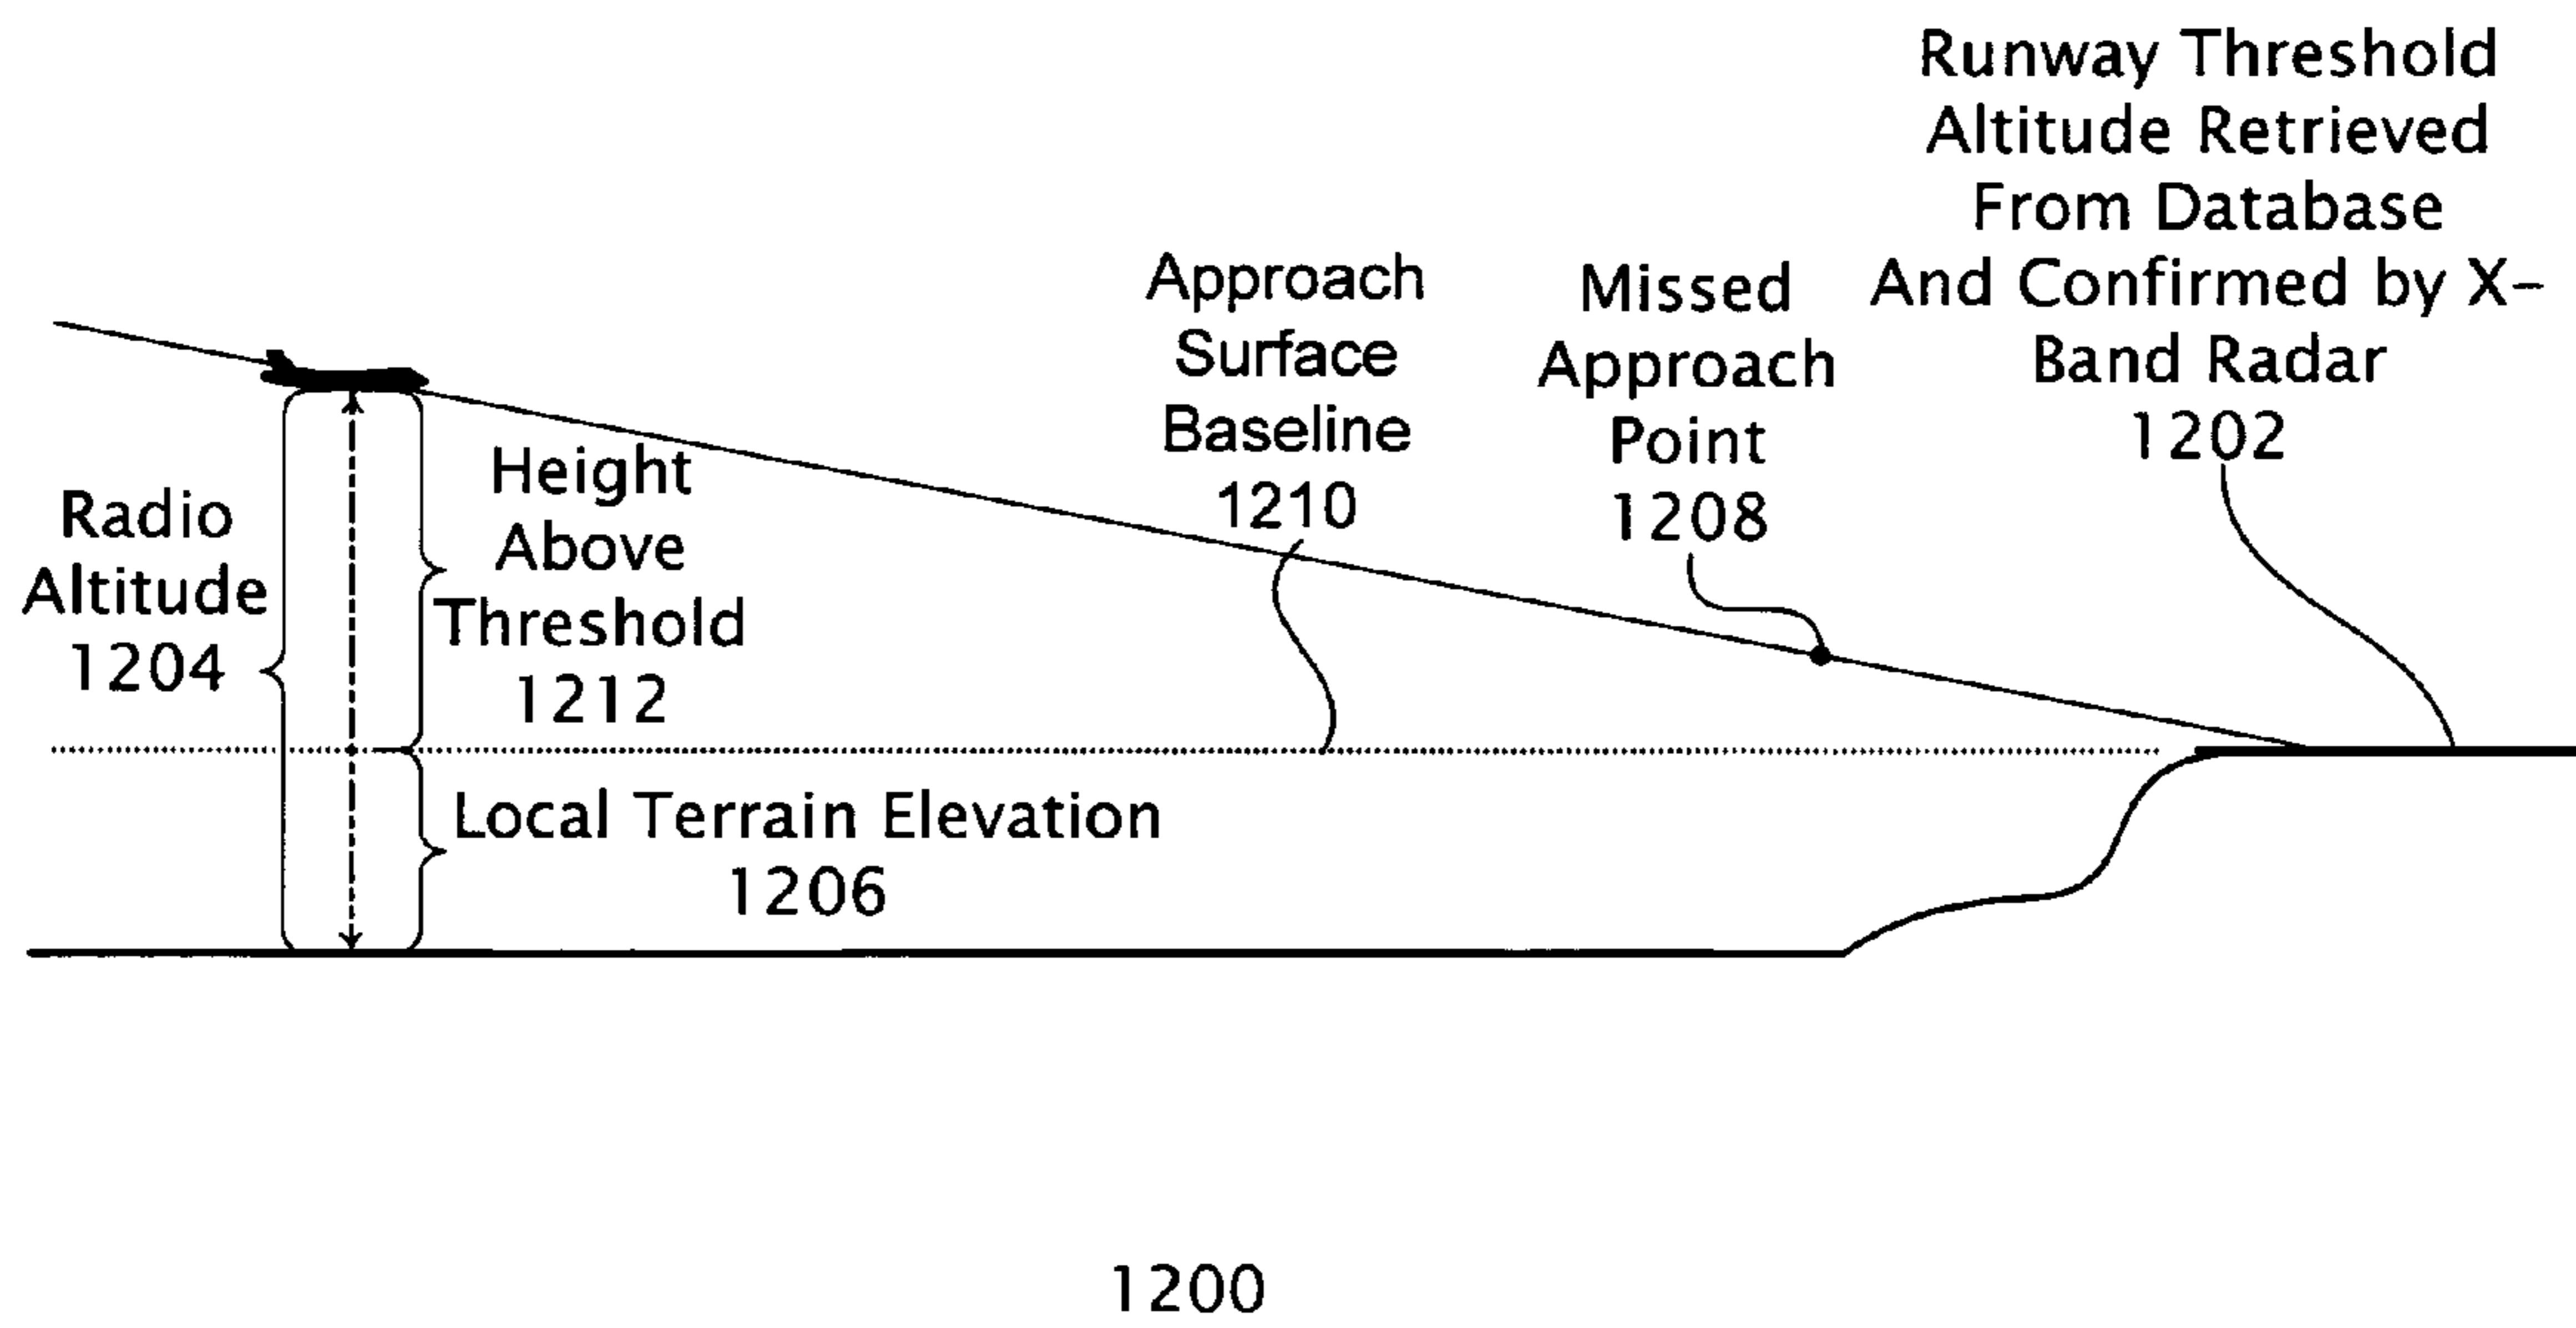 Runway Threshold
Altitude Retrieved
From Database
And Confirmed by X-
Band Radar
1202
Approach
Surface
Baseline
1210
Missed
Approach
Point
1208
Radio
Altitude
1204
Height
Above
Threshold
1212
Local Terrain Elevation
1206
1200